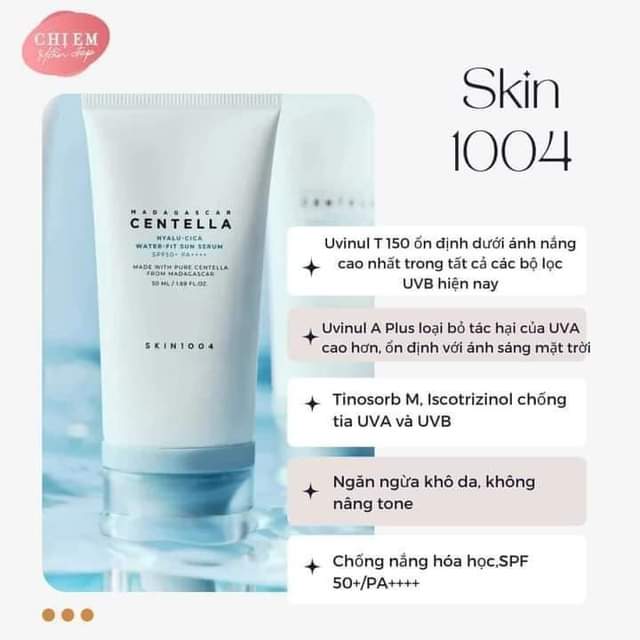 CHỊ EM
Skin
1004
MADAGASCAR
CENTELLA
HYALU-CICA
WATER-FIT SUN SERUM
SPF50+ PA++++
MADE WITH PURE CENTELLA
FROM MADAGASCAR
50 ML / 1.69 FL.OZ.
SKIN1004
Uvinul T 150 ổn định dưới ánh nắng
cao nhất trong tất cả các bộ lọc
UVB hiện nay
Uvinul A Plus loại bỏ tác hại của UVA
cao hơn, ổn định với ánh sáng mặt trời
Tinosorb M, Iscotrizinol chống
tia UVA và UVB
Ngăn ngừa khô da, không
nâng tone
Chống nắng hóa học,SPF
50+/PA++++